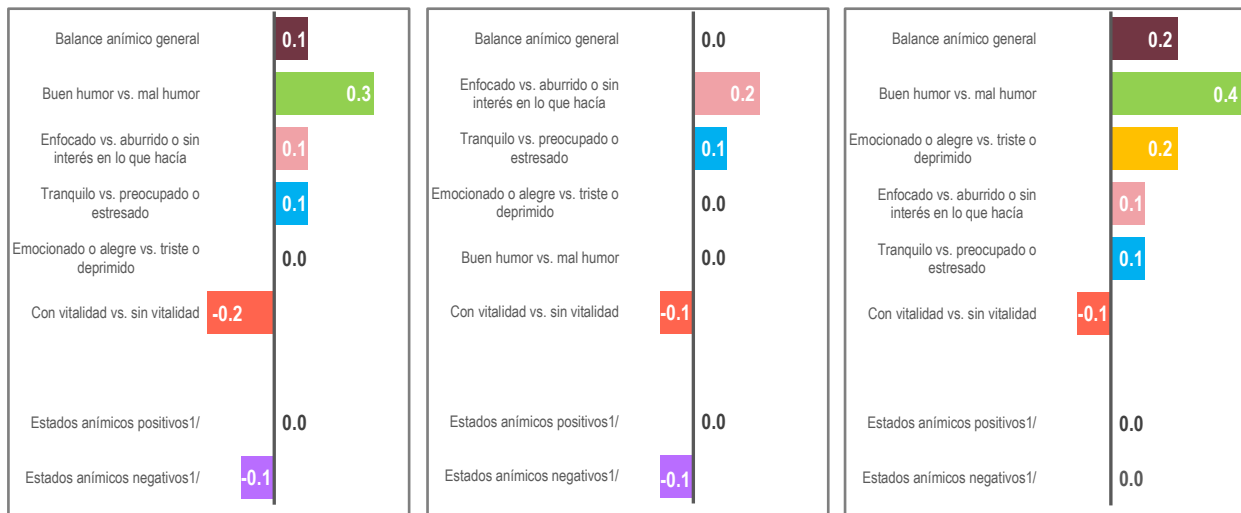 Balance anímico general
0.1
Buen humor vs. mal humor
0.3
Enfocado vs. aburrido o sin
interés en lo que hacía
0.1
Tranquilo vs. preocupado o
estresado
0.1
Emocionado o alegre vs. triste o
deprimido
0.0
Con vitalidad vs. sin vitalidad
-0.2
Estados anímicos positivos1/
0.0
Estados anímicos negativos1/
-0.1
Balance anímico general
0.0
Enfocado vs. aburrido o sin
interés en lo que hacía
0.2
Tranquilo vs. preocupado o
estresado
0.1
Emocionado o alegre vs. triste o
deprimido
0.0
Buen humor vs. mal humor
0.0
Con vitalidad vs. sin vitalidad
-0.1
Estados anímicos positivos1/
0.0
Estados anímicos negativos1/
-0.1
Balance anímico general
0.2
Buen humor vs. mal humor
0.4
Emocionado o alegre vs. triste o
deprimido
0.2
Enfocado vs. aburrido o sin
interés en lo que hacía
0.1
Tranquilo vs. preocupado o
estresado
0.1
Con vitalidad vs. sin vitalidad
-0.1
Estados anímicos positivos1/
0.0
Estados anímicos negativos1/
0.0